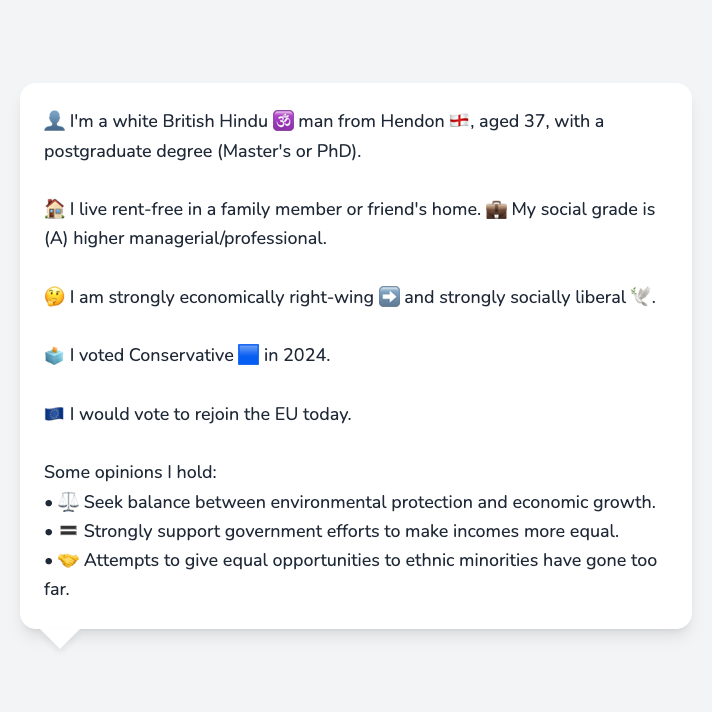 👤 I'm a white British Hindu 🕉️ man from Hendon 🏴󠁧󠁢󠁥󠁮󠁧󠁿, aged 37, with a
postgraduate degree (Master's or PhD).
🏠 I live rent-free in a family member or friend's home. 💼 My social grade is
(A) higher managerial/professional.
🤔 I am strongly economically right-wing ➡️ and strongly socially liberal 🕊️.
🗳️ I voted Conservative 🟦 in 2024.
🇪🇺 I would vote to rejoin the EU today.
Some opinions I hold:
• ⚖️ Seek balance between environmental protection and economic growth.
• 🟰 Strongly support government efforts to make incomes more equal.
• 🤝 Attempts to give equal opportunities to ethnic minorities have gone too
far.